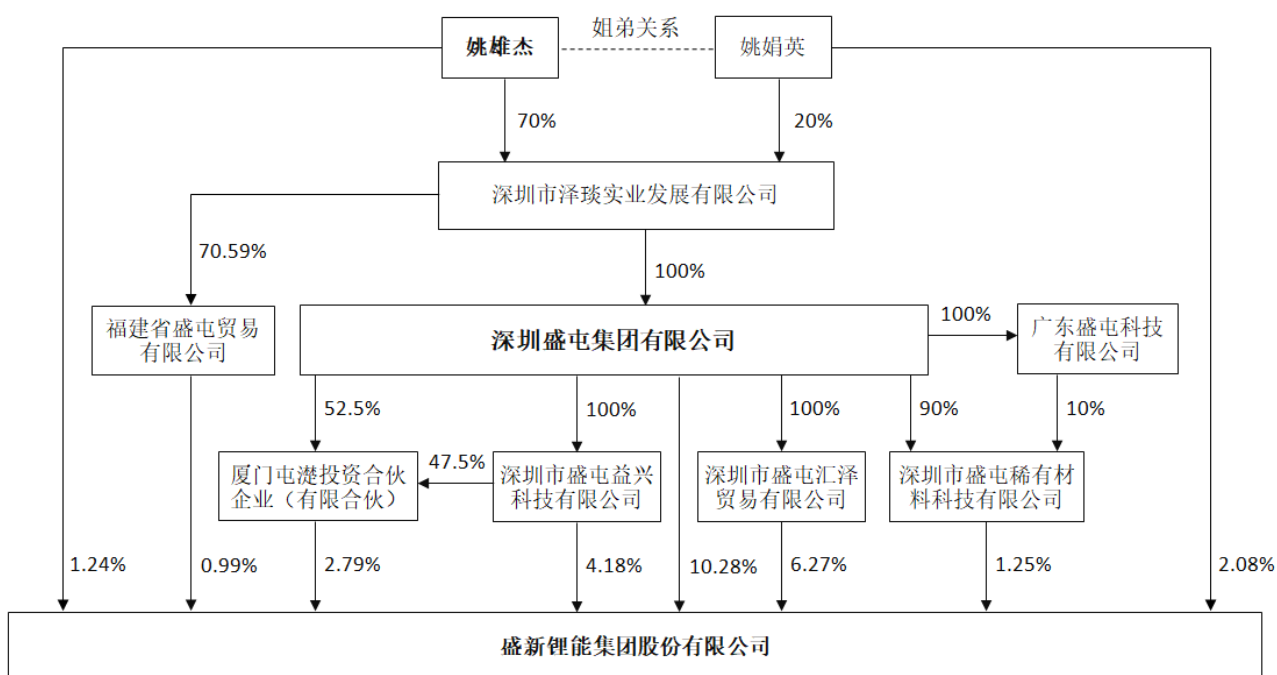 姚雄杰
姐弟关系
姚娟英
70%
20%
深圳市泽琰实业发展有限公司
70.59%
100%
福建省盛屯贸易
有限公司
深圳盛屯集团有限公司
100%
广东盛屯科技
有限公司
52.5%
100%
100%
90%
10%
厦门屯濋投资合伙
企业（有限合伙）
47.5%
深圳市盛屯益兴
科技有限公司
深圳市盛屯汇泽
贸易有限公司
深圳市盛屯稀有材
料科技有限公司
1.24%
0.99%
2.79%
4.18%
10.28%
6.27%
1.25%
2.08%
盛新锂能集团股份有限公司